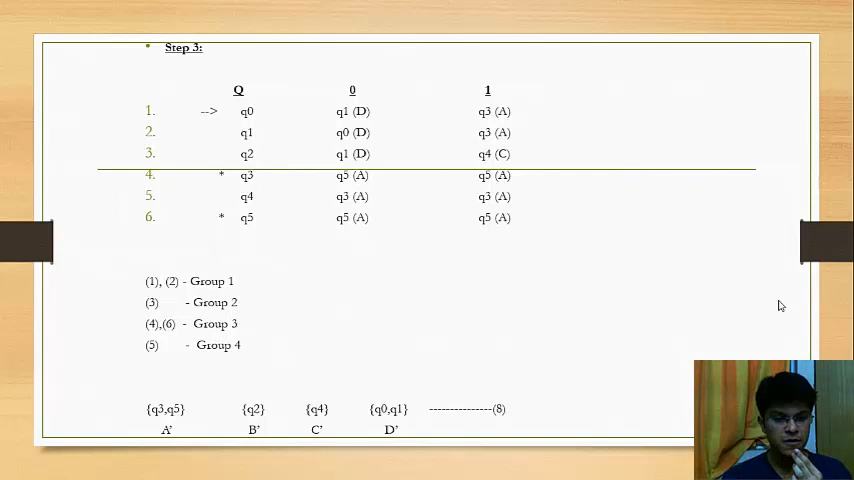 • Step 3:
Q 0 1
1. --> q0 q1 (D) q3 (A)
2. q1 q0 (D) q3 (A)
3. q2 q1 (D) q4 (C)
4. * q3 q5 (A) q5 (A)
5. q4 q3 (A) q3 (A)
6. * q5 q5 (A) q5 (A)
(1), (2) - Group 1
(3) - Group 2
(4),(6) - Group 3
(5) - Group 4
{q3,q5} {q2} {q4} {q0,q1} ---------------(8)
A’ B’ C’ D’